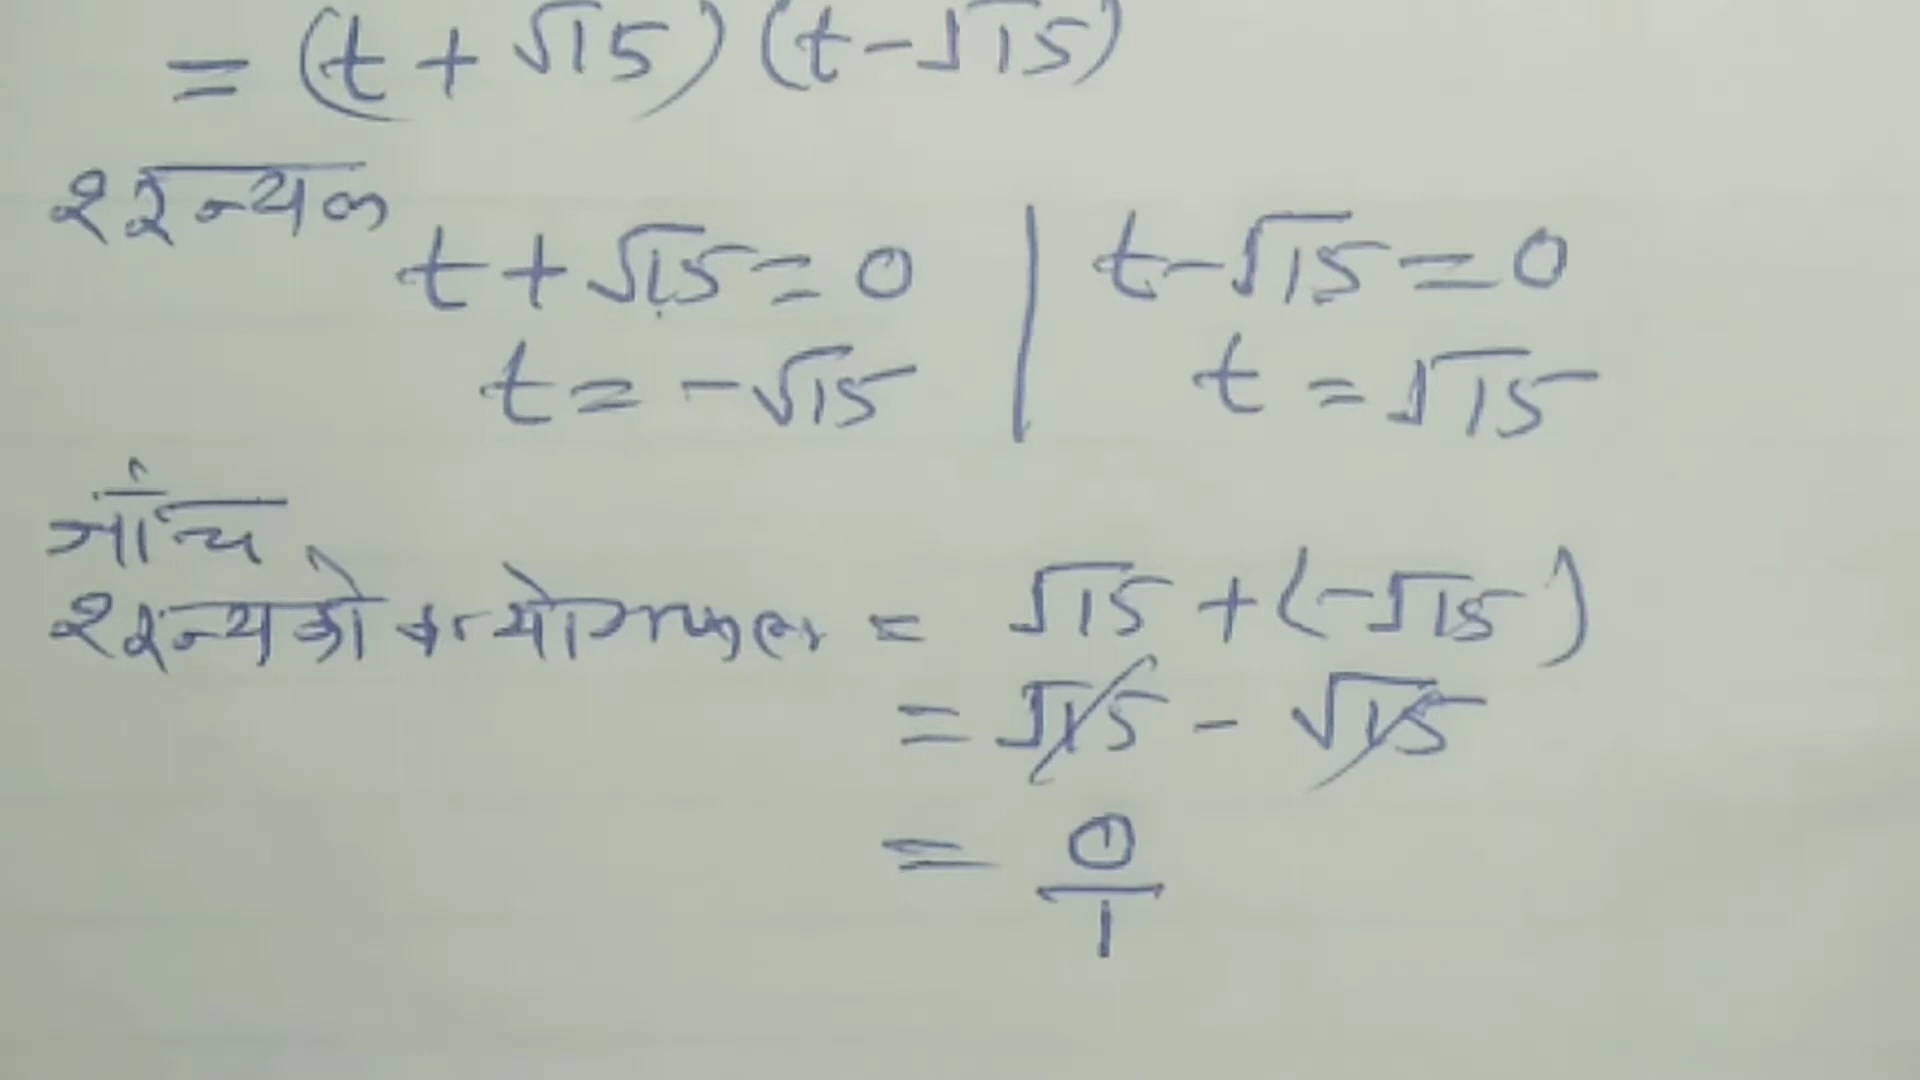 = (t + √15) (t - √15)
शून्यक
t + √15 = 0 | t - √15 = 0
t = - √15 | t = √15
जाँच
शून्यको का योगफल = √15 + (- √15)
= √15 - √15
= 0/1